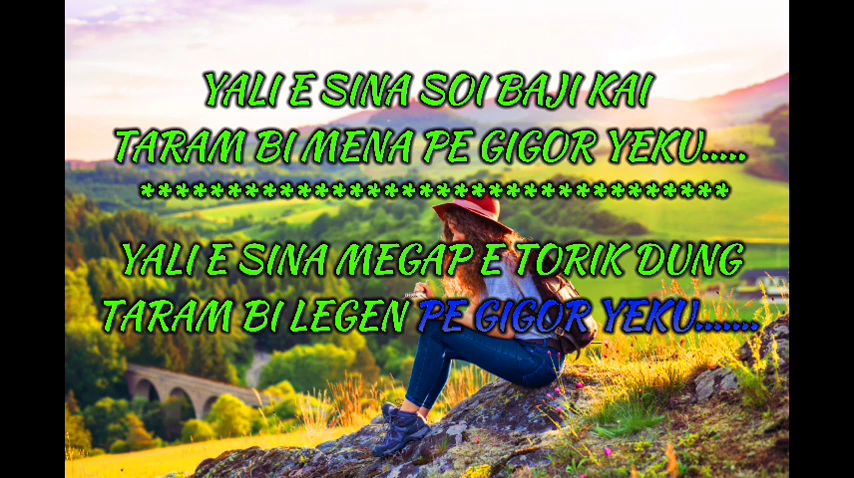 YALI E SINA SOI BAJI KAI
TARAM BI MENA PE GIGOR YEKU.....
**********************************
YALI E SINA MEGAP E TORIK DUNG
TARAM BI LEGEN PE GIGOR YEKU.......